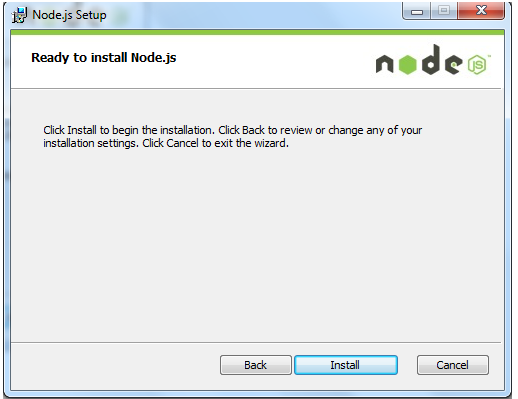 Node.js Setup
Ready to install Node.js
node JS
Click Install to begin the installation. Click Back to review or change any of your
installation settings. Click Cancel to exit the wizard.
Back Install Cancel